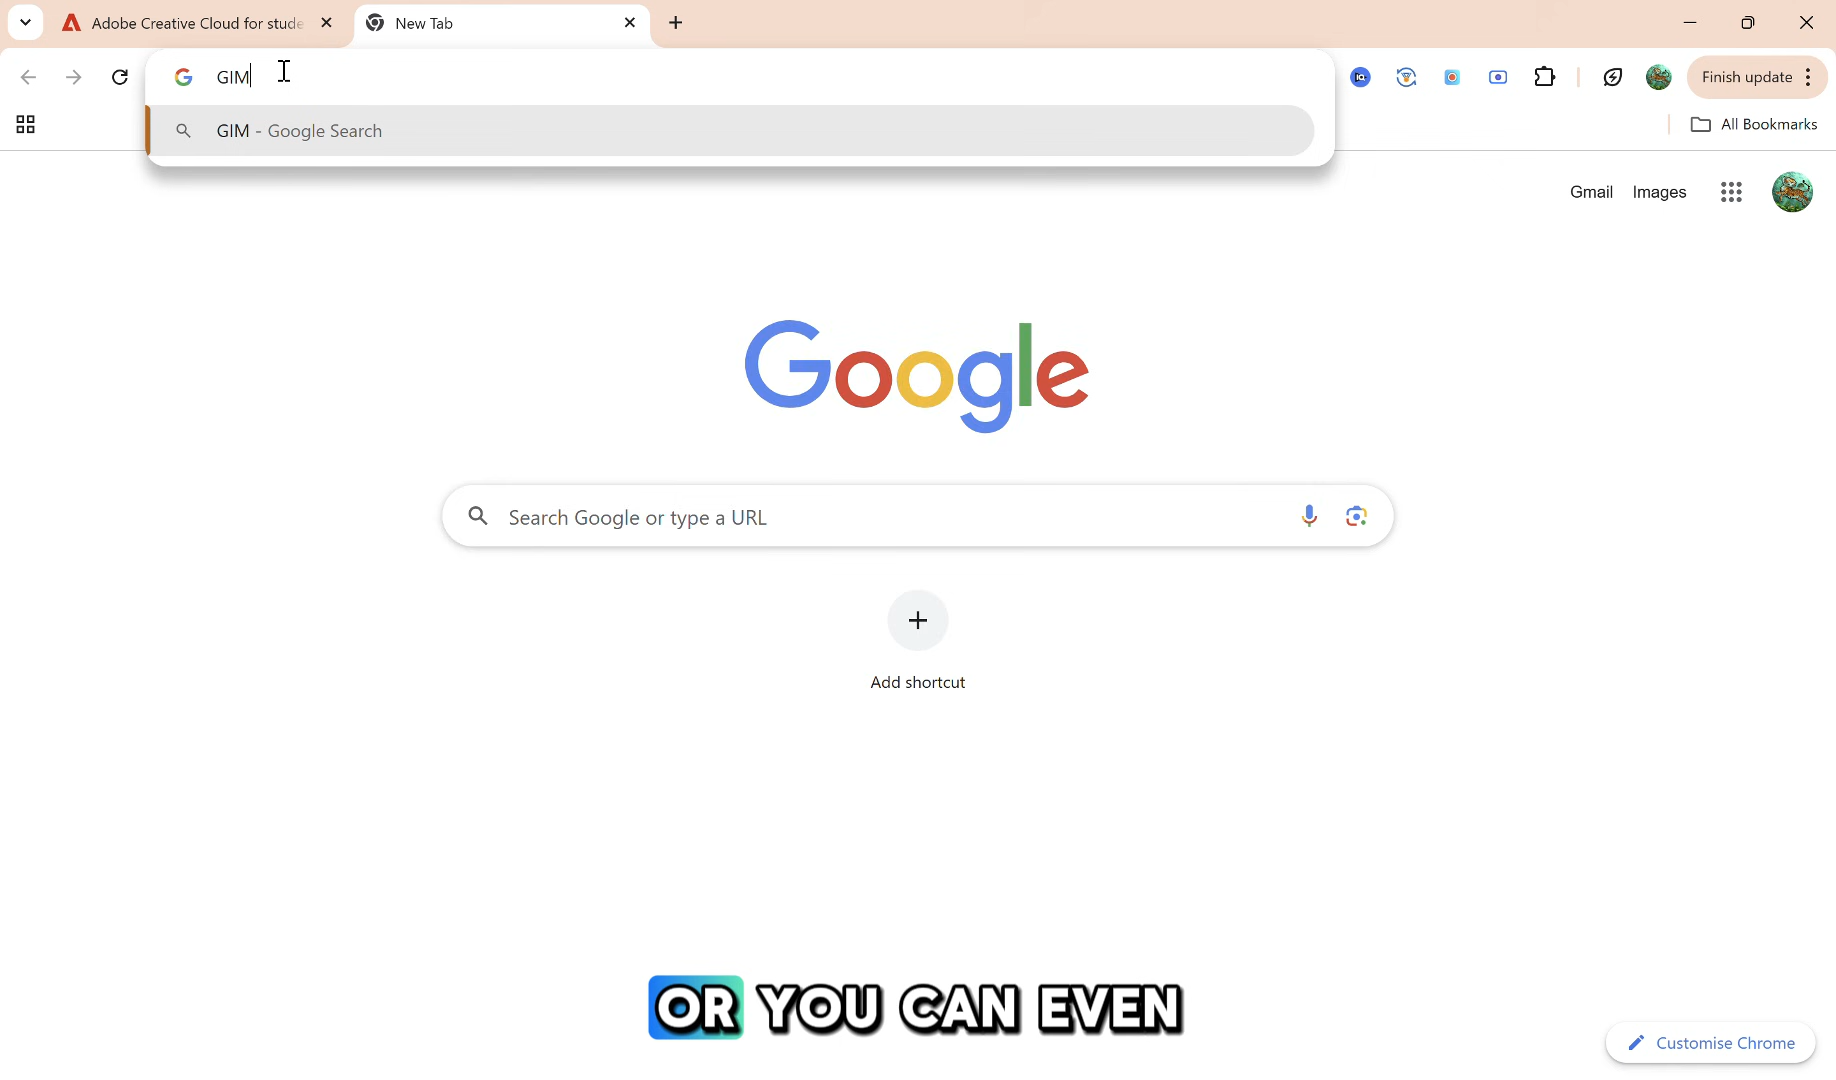 Adobe Creative Cloud for stude
New Tab
GIM
Finish update
GIM - Google Search
All Bookmarks
Gmail Images
Google
Search Google or type a URL
Add shortcut
OR YOU CAN EVEN
Customise Chrome